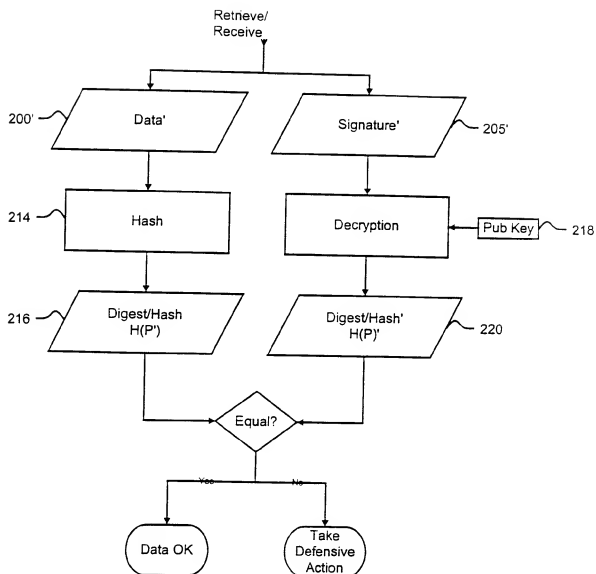 Retrieve/
Receive
200'
Data'
Signature'
205'
214
Hash
Decryption
Pub Key
218
216
Digest/Hash
H(P')
Digest/Hash'
H(P)'
220
Equal?
Yes
No
Data OK
Take
Defensive
Action